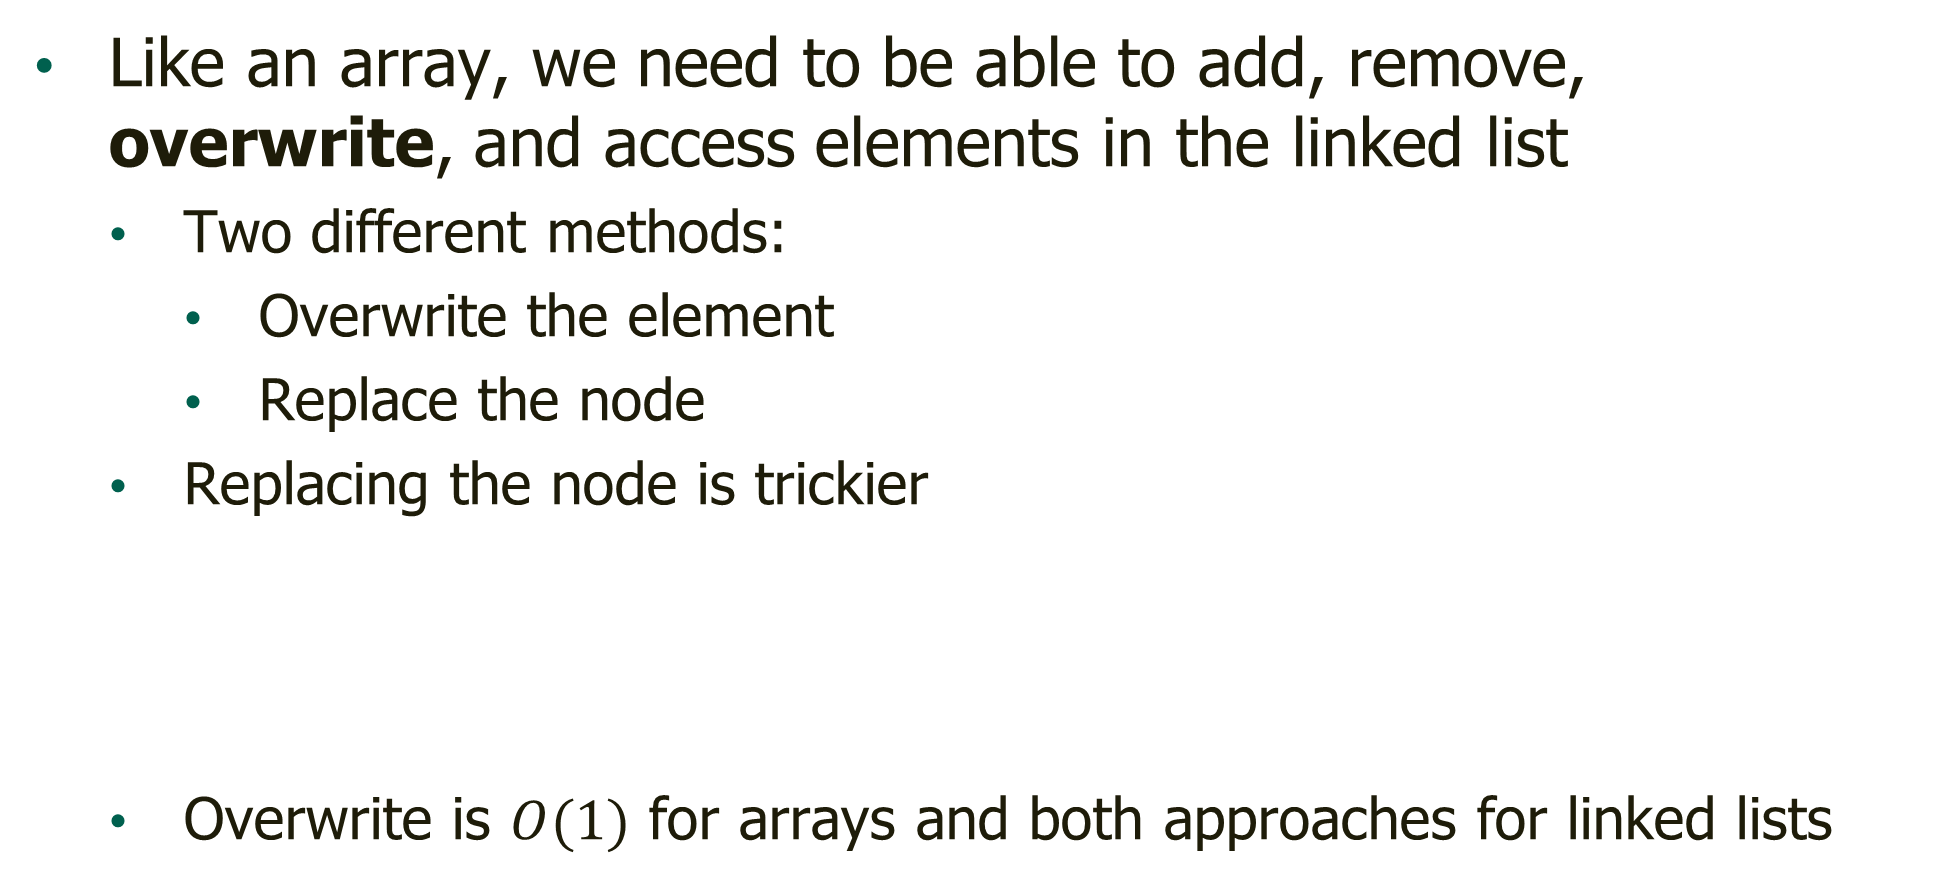 • Like an array, we need to be able to add, remove,
overwrite, and access elements in the linked list
• Two different methods:
• Overwrite the element
• Replace the node
• Replacing the node is trickier
• Overwrite is O(1) for arrays and both approaches for linked lists